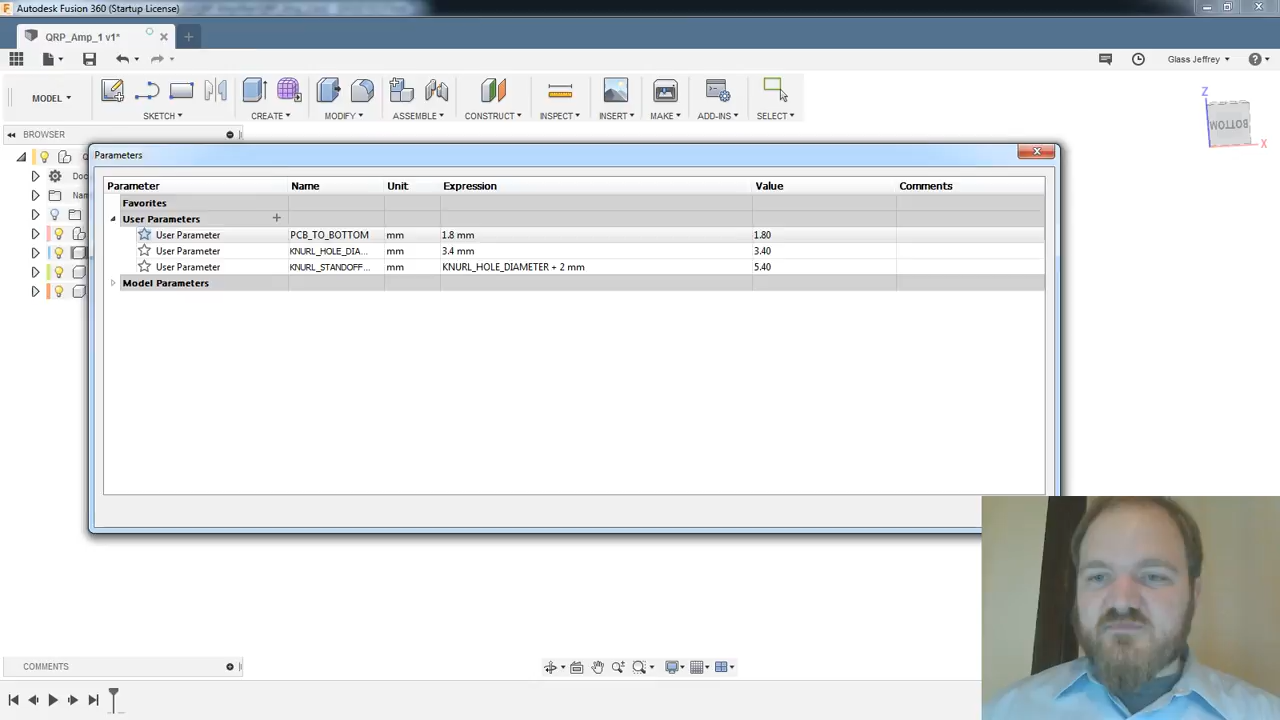 Autodesk Fusion 360 (Startup License)
QRP_Amp_1 v1*
Glass Jeffrey
MODEL
SKETCH
CREATE
MODIFY
ASSEMBLE
CONSTRUCT
INSPECT
INSERT
MAKE
ADD-INS
SELECT
BROWSER
Z
BOTTOM
X
Parameters
Parameter Name Unit Expression Value Comments
Favorites
User Parameters
User Parameter PCB_TO_BOTTOM mm 1.8 mm 1.80
User Parameter KNURL_HOLE_DIA... mm 3.4 mm 3.40
User Parameter KNURL_STANDOFF... mm KNURL_HOLE_DIAMETER + 2 mm 5.40
Model Parameters
COMMENTS